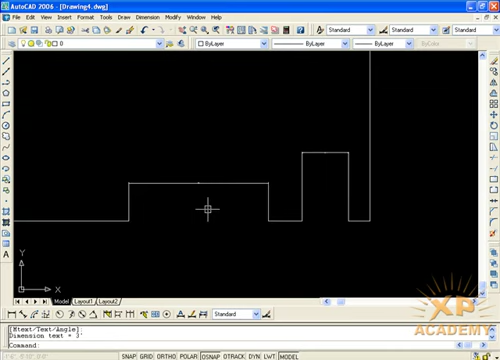 AutoCAD 2006 - [Drawing4.dwg]
File Edit View Insert Format Tools Draw Dimension Modify Window Help
0 ByLayer ByLayer ByLayer ByColor Standard Standard Standard
Y
X
Model Layout1 Layout2
Standard
XP
ACADEMY
[Mtext/Text/Angle]:
Dimension text = 3'
Command:
SNAP GRID ORTHO POLAR OSNAP OTRACK DYN LWT MODEL